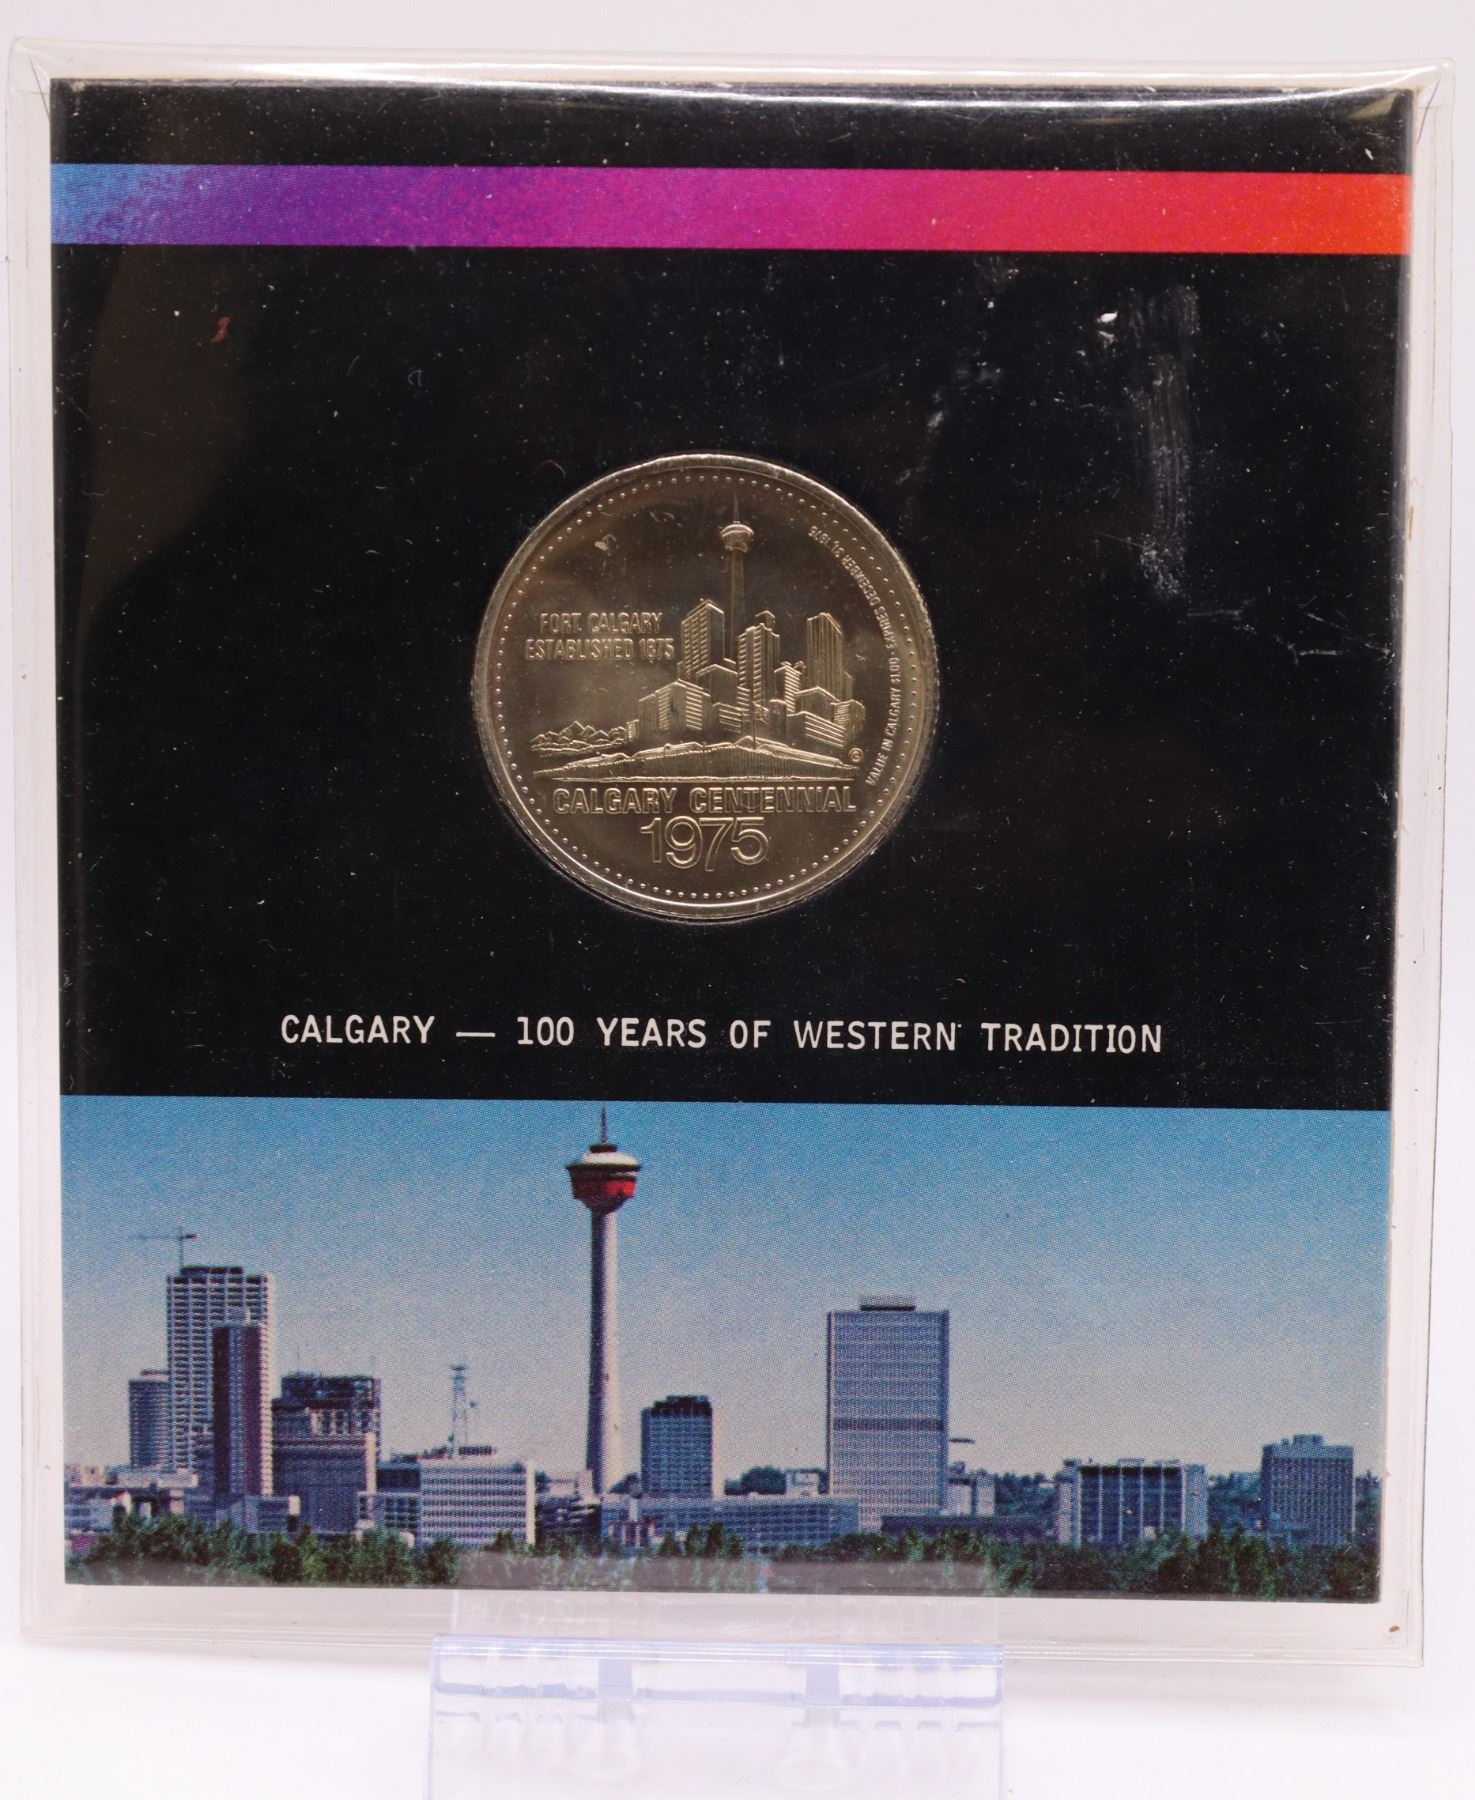 FORT CALGARY
ESTABLISHED 1875
VALUE IN CALGARY $1.00 - EXPIRES DECEMBER 31, 1975
©
CALGARY CENTENNIAL
1975
CALGARY — 100 YEARS OF WESTERN TRADITION